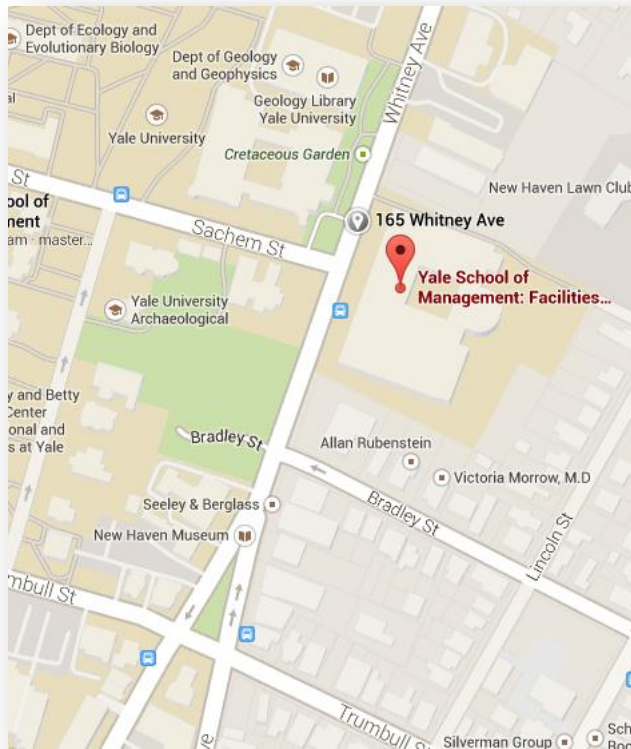 Dept of Ecology and
Evolutionary Biology
Dept of Geology
and Geophysics
Whitney Ave
Geology Library
Yale University
Yale University
Cretaceous Garden
al
St
New Haven Lawn Club
ool of
ment
am · master...
165 Whitney Ave
Sachem St
Yale School of
Management: Facilities...
Yale University
Archaeological
y and Betty
Center
onal and
s at Yale
Bradley St
Allan Rubenstein
Victoria Morrow, M.D
Seeley & Berglass
Bradley St
New Haven Museum
Lincoln St
mbull St
Trumbull St
ve
Silverman Group
Sch